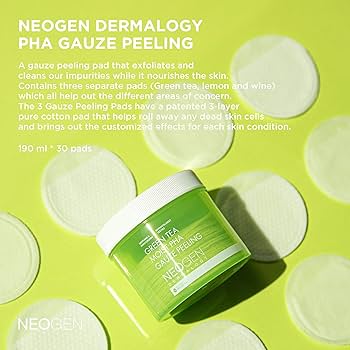 NEOGEN DERMALOGY
PHA GAUZE PEELING
A gauze peeling pad that exfoliates and
cleans our impurities while it nourishes the skin.
Contains three separate pads (Green tea, lemon and wine)
which all help out the different areas of concern.
The 3 Gauze Peeling Pads have a patented 3-layer
pure cotton pad that helps roll away any dead skin cells
and brings out the customized effects for each skin condition.
190 ml * 30 pads
GREEN TEA
MOIST PHA
GAUZE PEELING
NEOGEN
NEOGEN